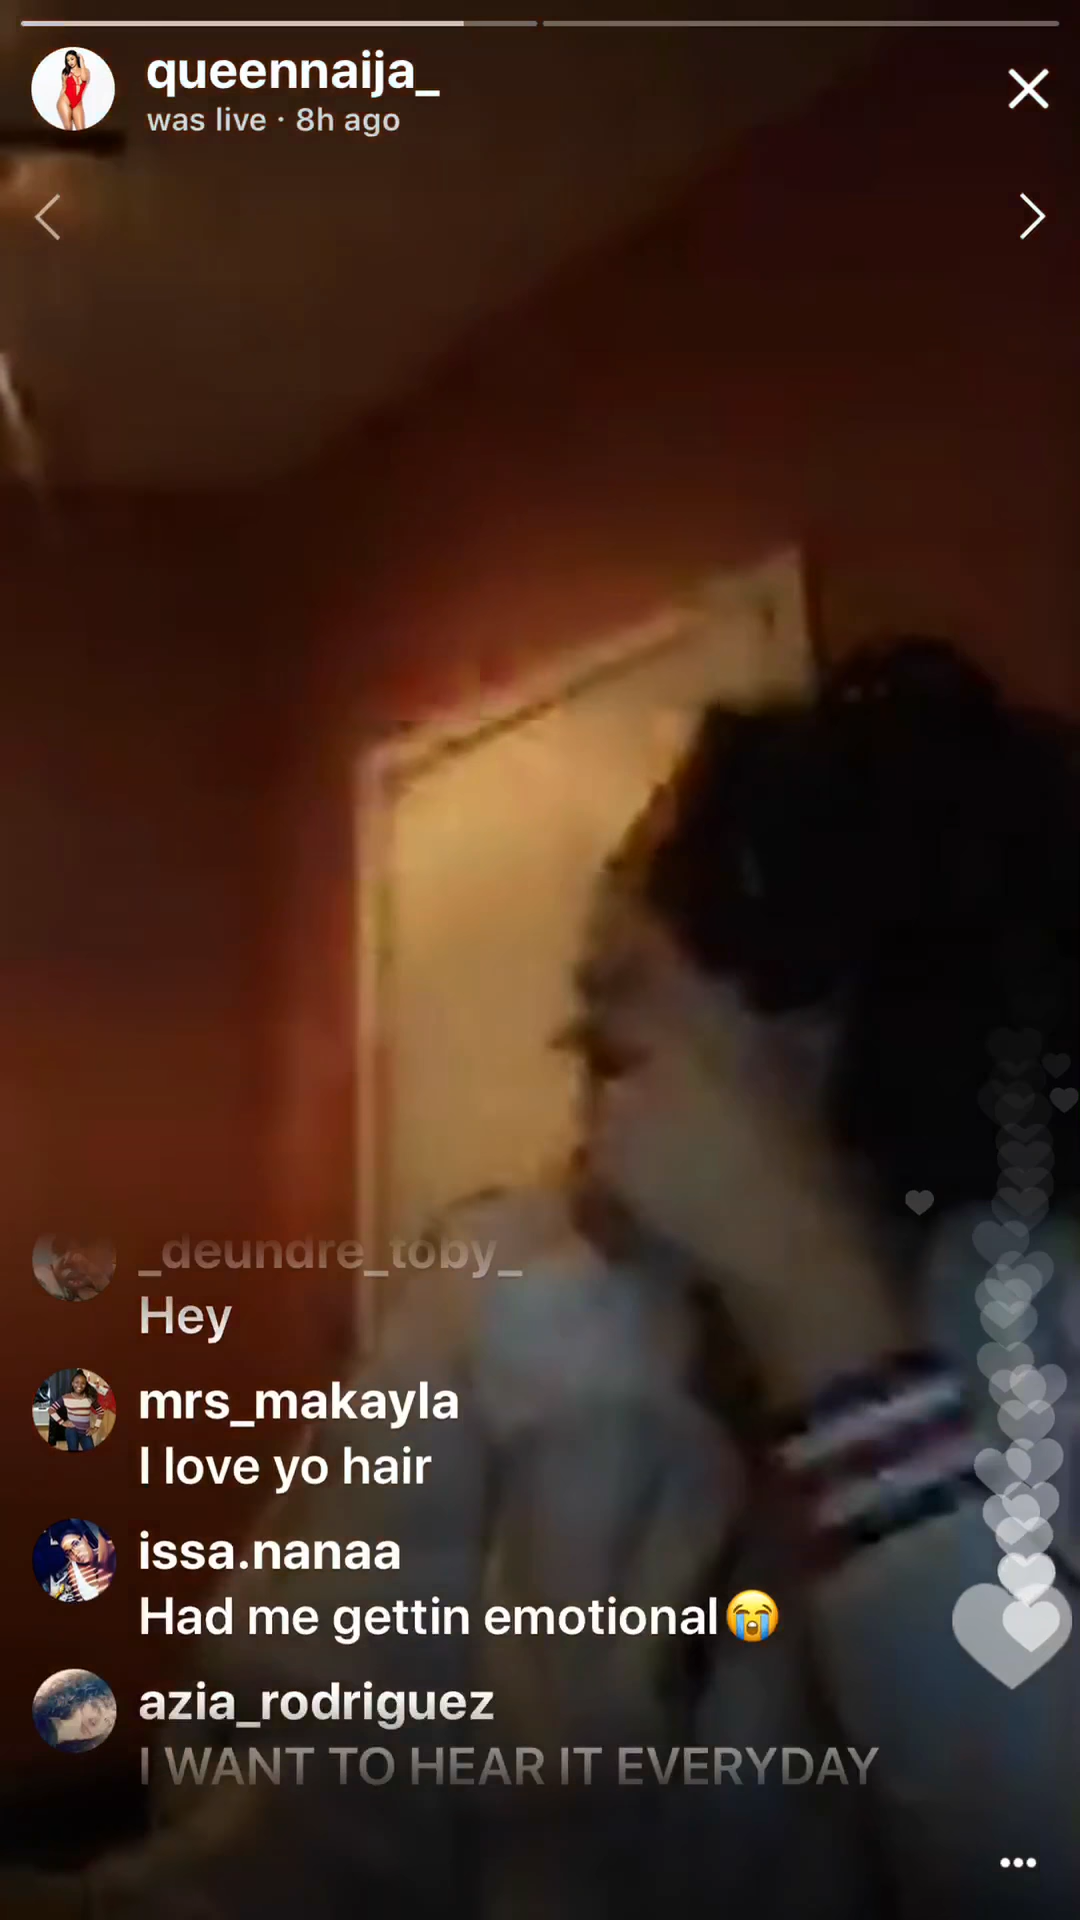 queennaija_
was live · 8h ago
_deundre_toby_
Hey
mrs_makayla
I love yo hair
issa.nanaa
Had me gettin emotional😭
azia_rodriguez
I WANT TO HEAR IT EVERYDAY